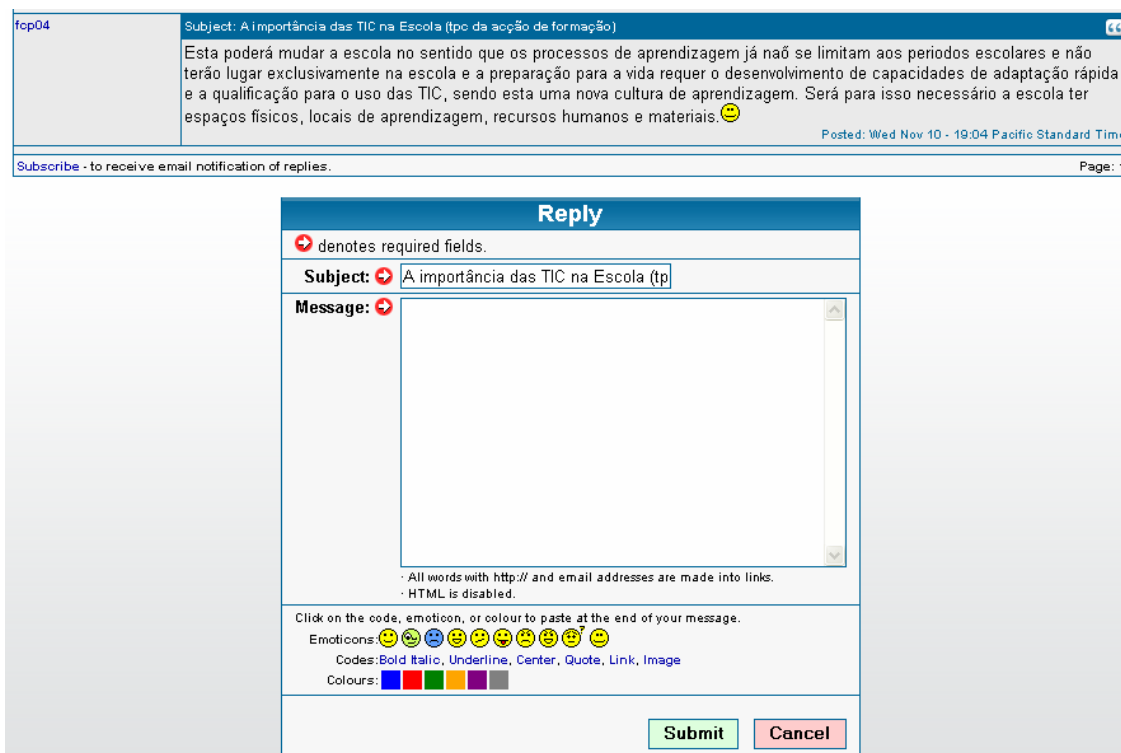 fcp04
Subject: A importância das TIC na Escola (tpc da acção de formação)
Esta poderá mudar a escola no sentido que os processos de aprendizagem já naõ se limitam aos periodos escolares e não
terão lugar exclusivamente na escola e a preparação para a vida requer o desenvolvimento de capacidades de adaptação rápida
e a qualificação para o uso das TIC, sendo esta uma nova cultura de aprendizagem. Será para isso necessário a escola ter
espaços físicos, locais de aprendizagem, recursos humanos e materiais.
Posted: Wed Nov 10 - 19:04 Pacific Standard Time
Subscribe - to receive email notification of replies.
Page: 1
Reply
denotes required fields.
Subject: A importância das TIC na Escola (tp
Message:
· All words with http:// and email addresses are made into links.
· HTML is disabled.
Click on the code, emoticon, or colour to paste at the end of your message.
Emoticons:
Codes:Bold Italic, Underline, Center, Quote, Link, Image
Colours:
Submit Cancel